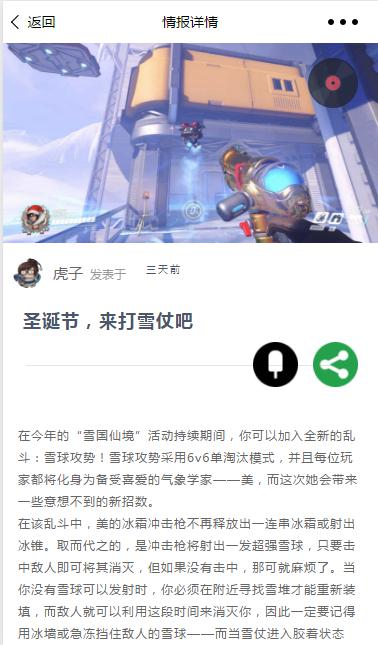 返回
情报详情
虎子 发表于 三天前
圣诞节，来打雪仗吧
在今年的“雪国仙境”活动持续期间，你可以加入全新的乱
斗：雪球攻势！雪球攻势采用6v6单淘汰模式，并且每位玩
家都将化身为备受喜爱的气象学家——美，而这次她会带来
一些意想不到的新招数。
在该乱斗中，美的冰霜冲击枪不再释放出一连串冰霜或射出
冰锥。取而代之的，是冲击枪将射出一发超强雪球，只要击
中敌人即可将其消灭，但如果没有击中，那可就麻烦了。当
你没有雪球可以发射时，你必须在附近寻找雪堆才能重新装
填，而敌人就可以利用这段时间来消灭你，因此一定要记得
用冰墙或急冻挡住敌人的雪球——而当雪仗进入胶着状态